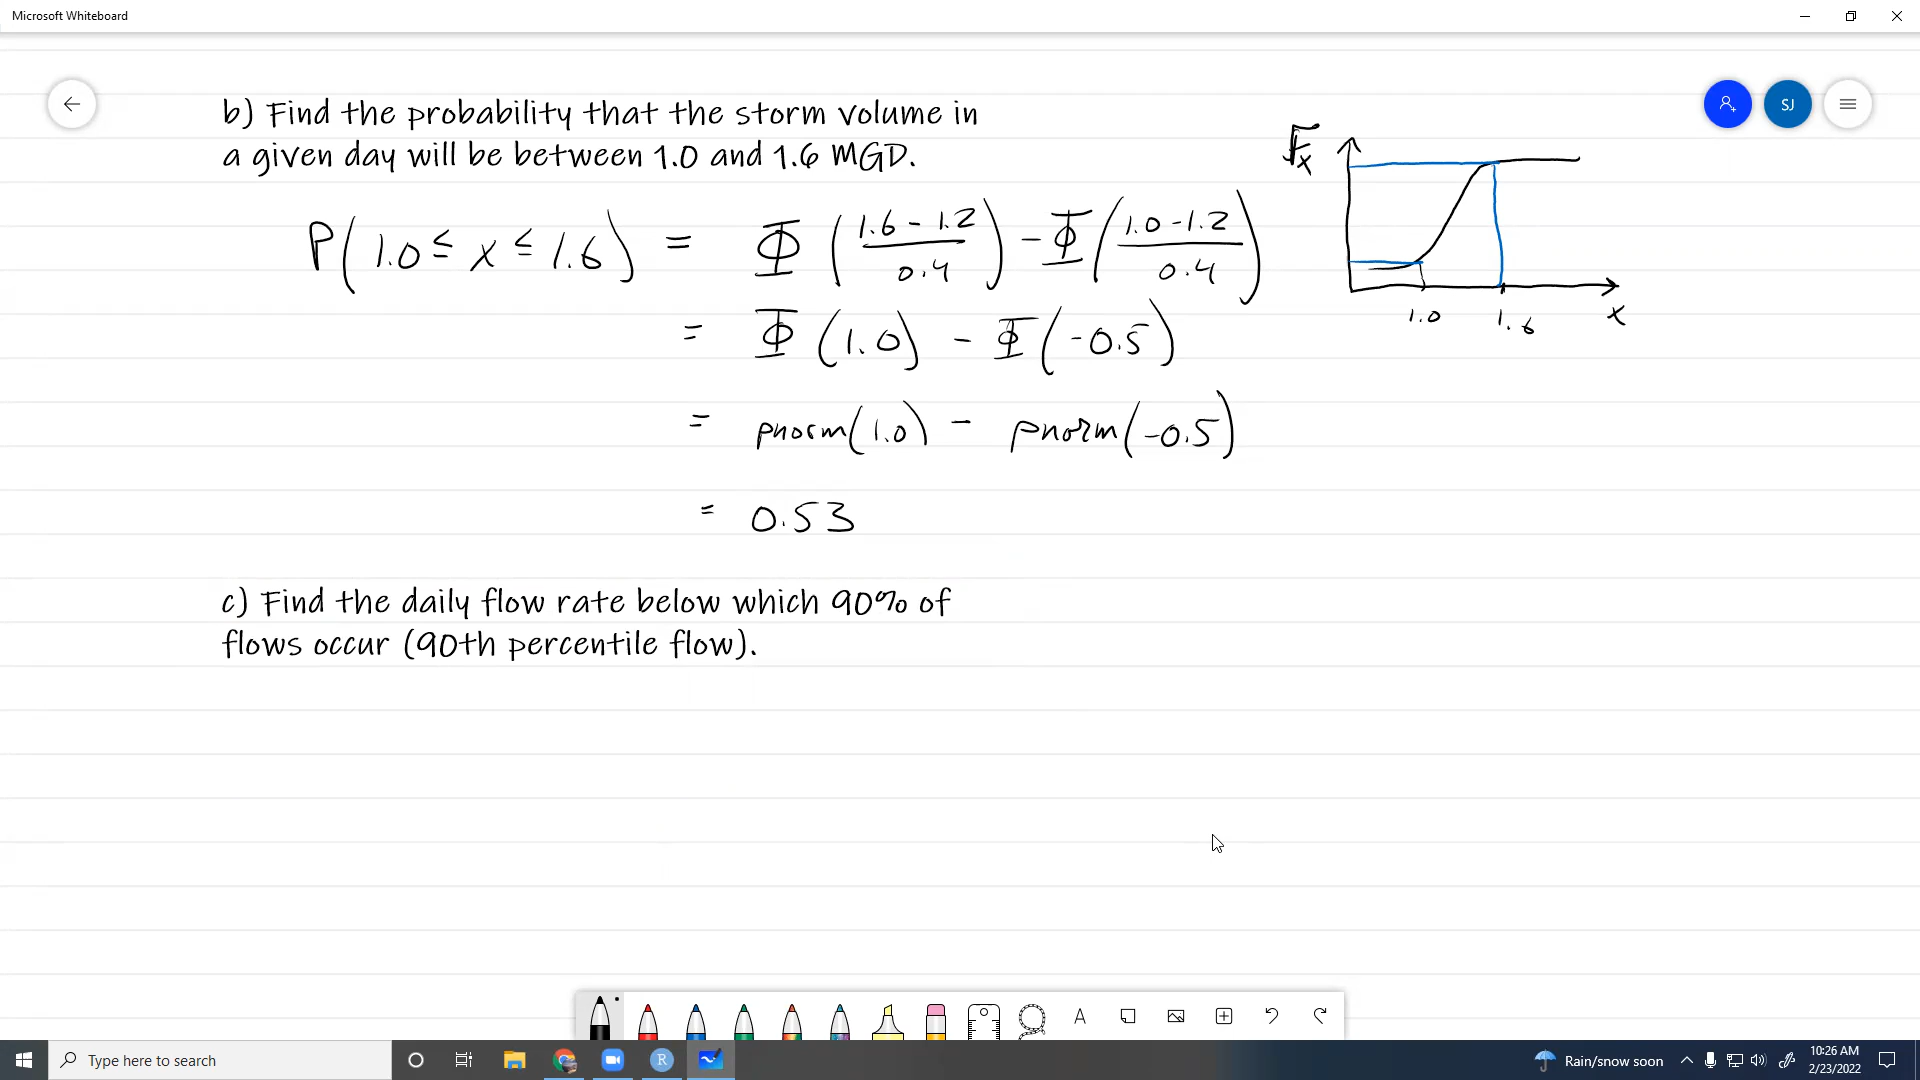 Microsoft Whiteboard
SJ
b) Find the probability that the storm volume in
a given day will be between 1.0 and 1.6 MGD.
P(1.0 ≤ x ≤ 1.6) = Φ((1.6 - 1.2)/0.4) - Φ((1.0 - 1.2)/0.4)
= Φ(1.0) - Φ(-0.5)
= pnorm(1.0) - pnorm(-0.5)
= 0.53
Fx
1.0 1.6 x
c) Find the daily flow rate below which 90% of
flows occur (90th percentile flow).
A
Type here to search
R
Rain/snow soon
10:26 AM
2/23/2022